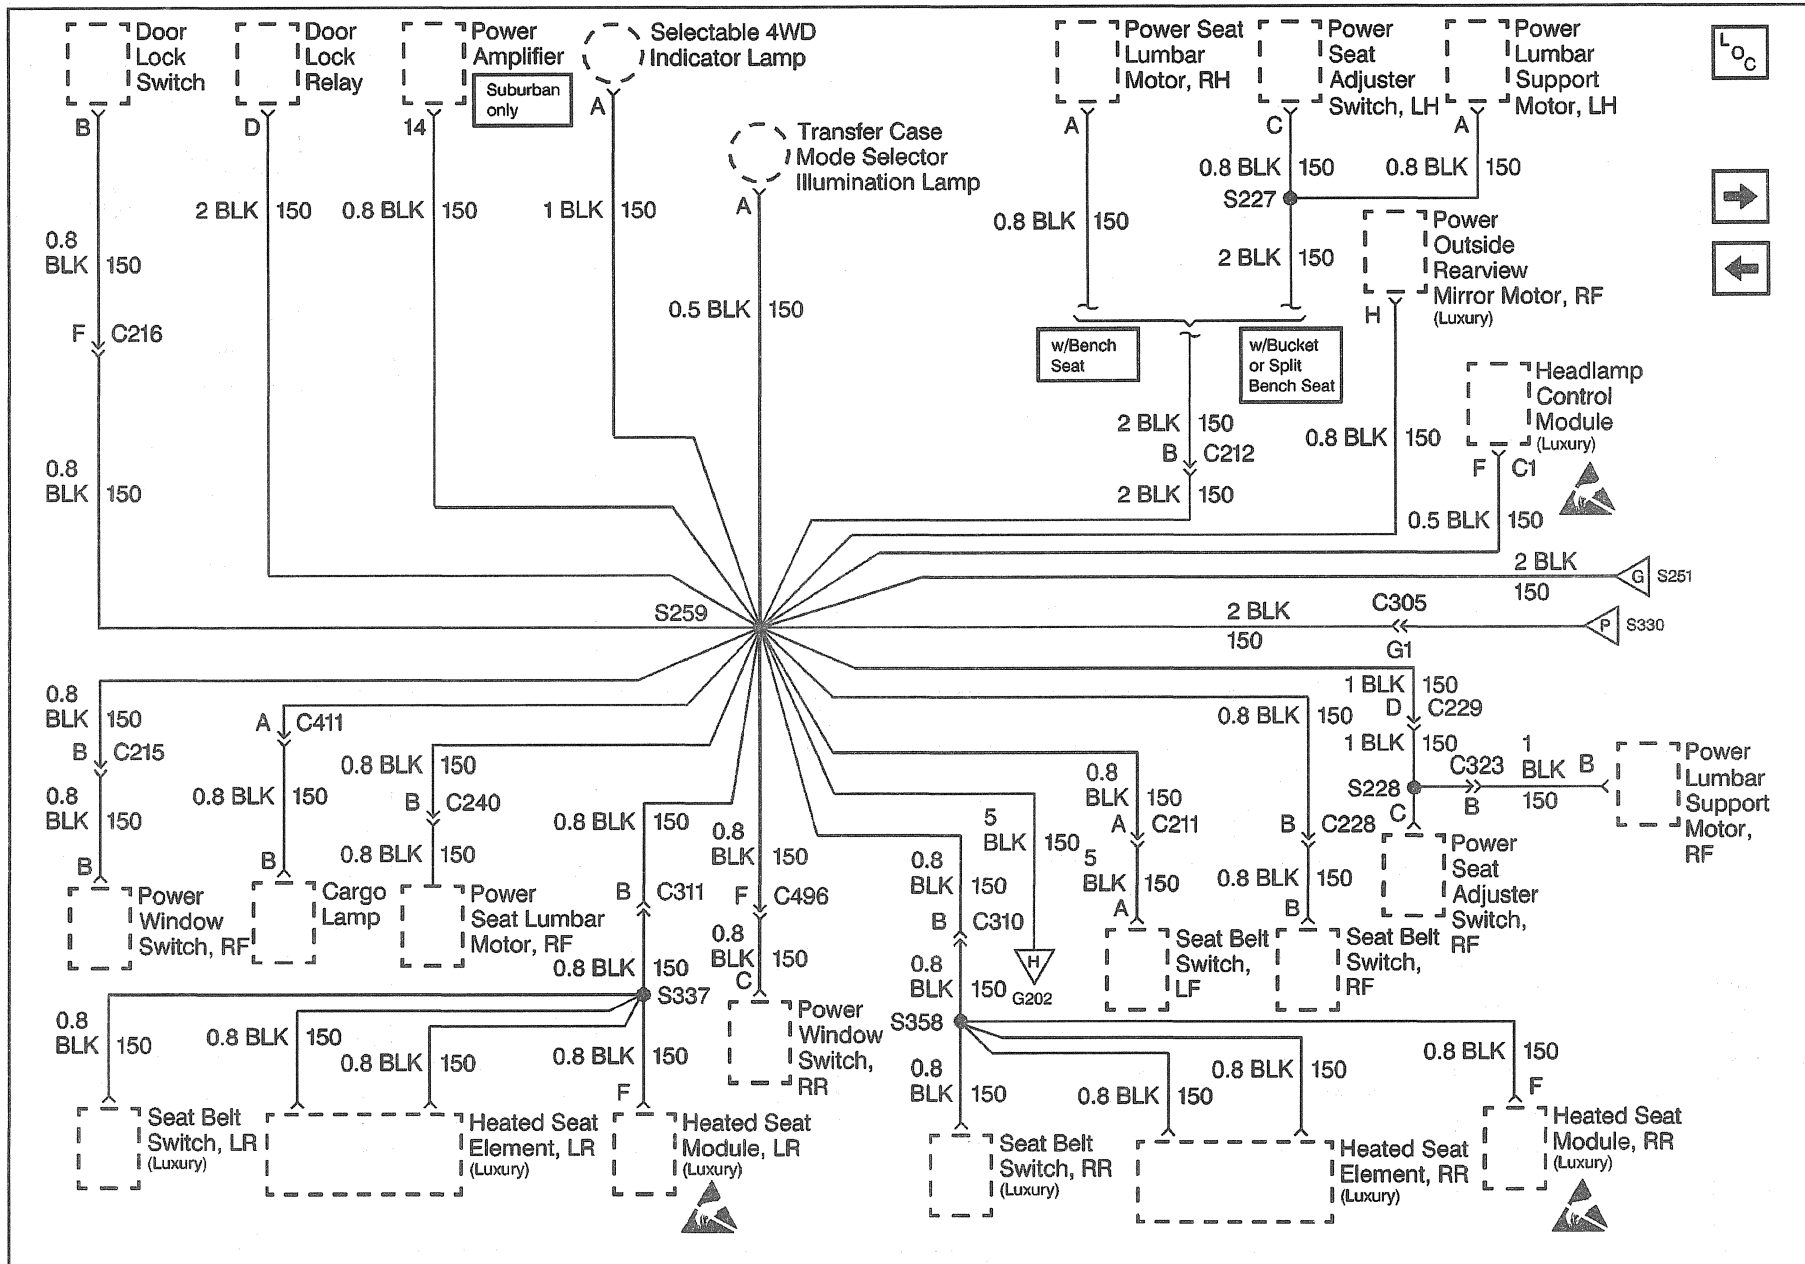 Door
Lock
Switch
B
0.8
BLK 150
F C216
0.8
BLK 150
Door
Lock
Relay
D
2 BLK 150
Power
Amplifier
Suburban
only
14
0.8 BLK 150
Selectable 4WD
Indicator Lamp
A
1 BLK 150
Transfer Case
Mode Selector
Illumination Lamp
A
0.5 BLK 150
Power Seat
Lumbar
Motor, RH
A
0.8 BLK 150
Power
Seat
Adjuster
Switch, LH
C
0.8 BLK 150
S227
2 BLK 150
Power
Lumbar
Support
Motor, LH
A
0.8 BLK 150
LOC
w/Bench
Seat
w/Bucket
or Split
Bench Seat
2 BLK 150
B C212
2 BLK 150
Power
Outside
Rearview
Mirror Motor, RF
(Luxury)
H
0.8 BLK 150
Headlamp
Control
Module
(Luxury)
F C1
0.5 BLK 150
2 BLK
150
G S251
S259
2 BLK
150
C305
G1
P S330
0.8
BLK 150
B C215
0.8
BLK 150
B
Power
Window
Switch, RF
A C411
0.8 BLK 150
B
Cargo
Lamp
0.8 BLK 150
B C240
0.8 BLK 150
Power
Seat Lumbar
Motor, RF
0.8 BLK 150
B C311
0.8 BLK 150
S337
0.8
BLK 150
F C496
0.8
BLK 150
C
Power
Window
Switch,
RR
0.8
BLK 150
B C310
0.8
BLK 150
S358
5
BLK 150
H
G202
0.8
BLK 150
A C211
5
BLK 150
A
Seat Belt
Switch,
LF
0.8 BLK 150
B C228
0.8 BLK 150
B
Seat Belt
Switch,
RF
1 BLK 150
D C229
1 BLK 150
S228
C
Power
Seat
Adjuster
Switch,
RF
C323
B
1
BLK
150
B
Power
Lumbar
Support
Motor,
RF
0.8
BLK 150
Seat Belt
Switch, LR
(Luxury)
0.8 BLK 150
0.8 BLK 150
Heated Seat
Element, LR
(Luxury)
0.8 BLK 150
F
Heated Seat
Module, LR
(Luxury)
0.8
BLK 150
Seat Belt
Switch, RR
(Luxury)
0.8 BLK 150
0.8 BLK 150
Heated Seat
Element, RR
(Luxury)
0.8 BLK 150
F
Heated Seat
Module, RR
(Luxury)